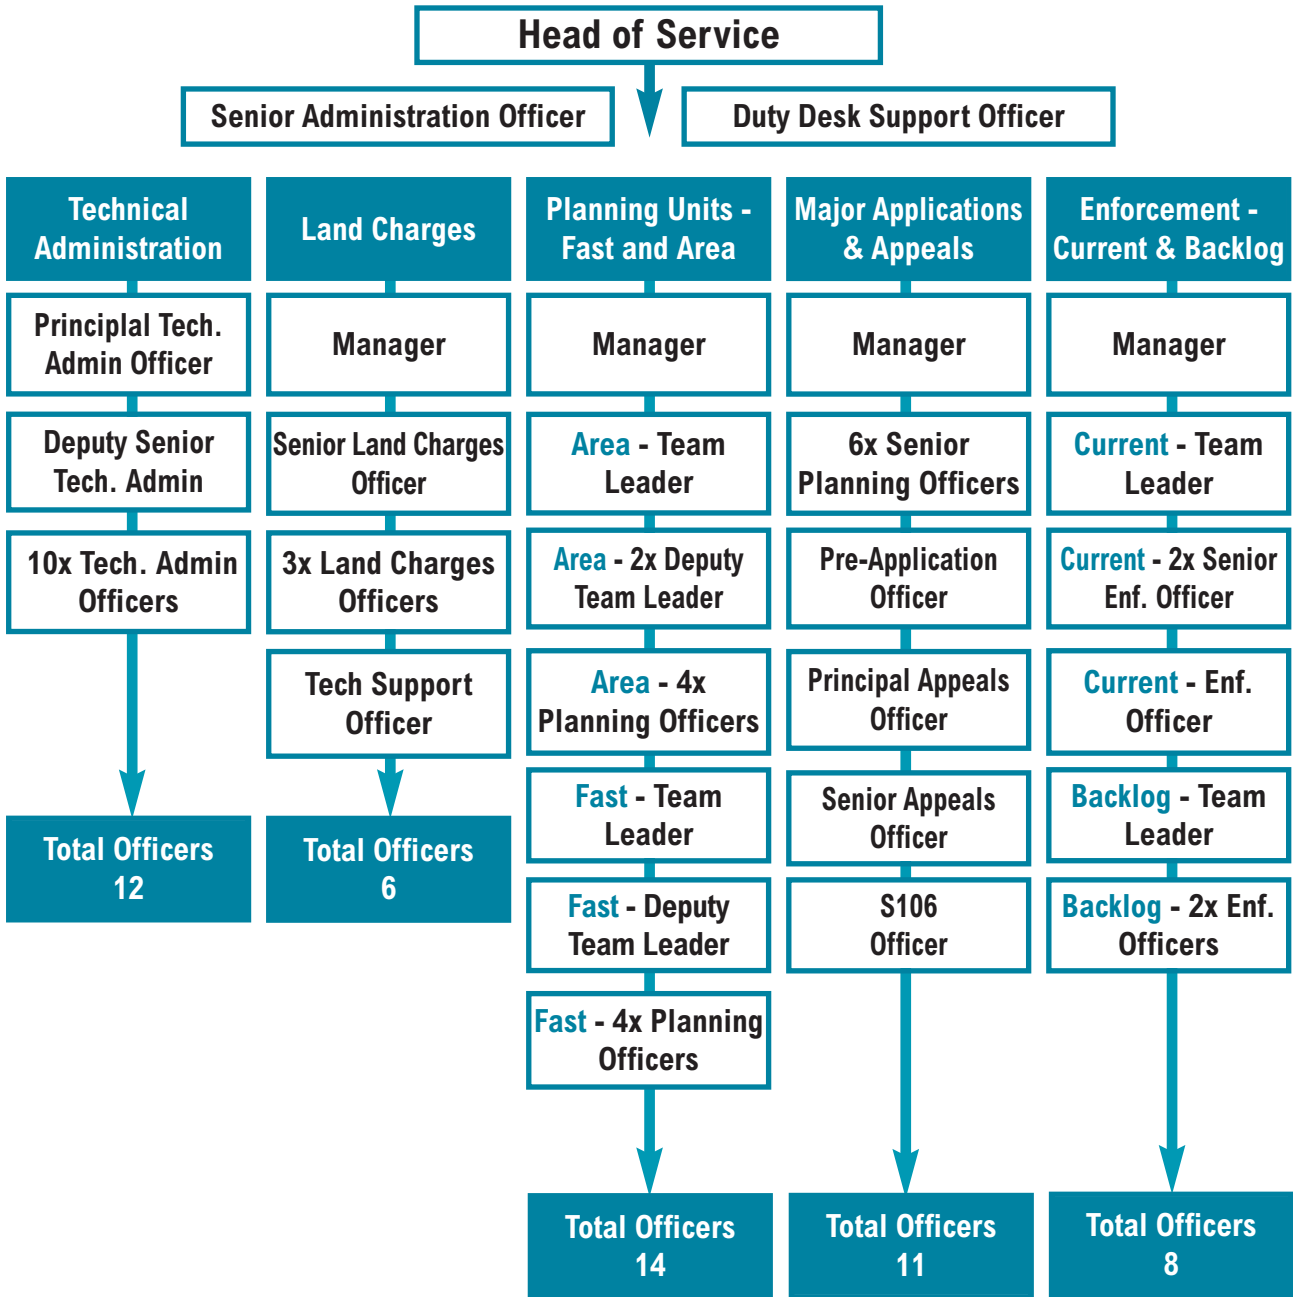 Head of Service
Senior Administration Officer
Duty Desk Support Officer
Technical
Administration
Principlal Tech.
Admin Officer
Deputy Senior
Tech. Admin
10x Tech. Admin
Officers
Total Officers
12
Land Charges
Manager
Senior Land Charges
Officer
3x Land Charges
Officers
Tech Support
Officer
Total Officers
6
Planning Units -
Fast and Area
Manager
Area - Team
Leader
Area - 2x Deputy
Team Leader
Area - 4x
Planning Officers
Fast - Team
Leader
Fast - Deputy
Team Leader
Fast - 4x Planning
Officers
Total Officers
14
Major Applications
& Appeals
Manager
6x Senior
Planning Officers
Pre-Application
Officer
Principal Appeals
Officer
Senior Appeals
Officer
S106
Officer
Total Officers
11
Enforcement -
Current & Backlog
Manager
Current - Team
Leader
Current - 2x Senior
Enf. Officer
Current - Enf.
Officer
Backlog - Team
Leader
Backlog - 2x Enf.
Officers
Total Officers
8